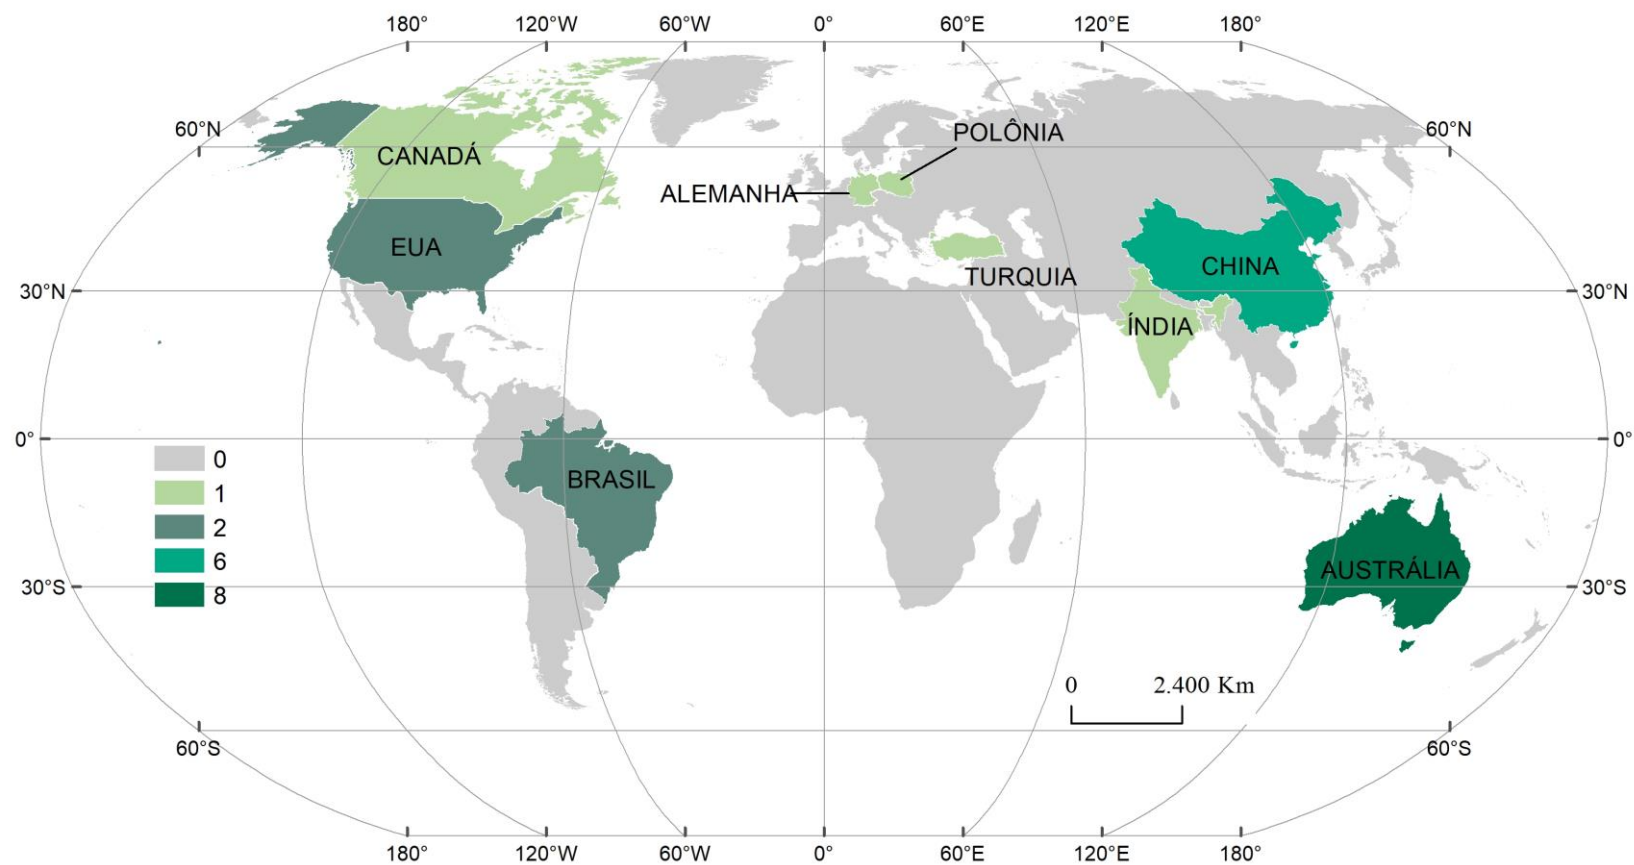 180° 120°W 60°W 0° 60°E 120°E 180°
60°N 60°N
POLÔNIA
CANADÁ
ALEMANHA
EUA
CHINA
TURQUIA
30°N 30°N
ÍNDIA
0° 0°
0
BRASIL
1
2
6
AUSTRÁLIA
30°S 30°S
8
0 2.400 Km
60°S 60°S
180° 120°W 60°W 0° 60°E 120°E 180°